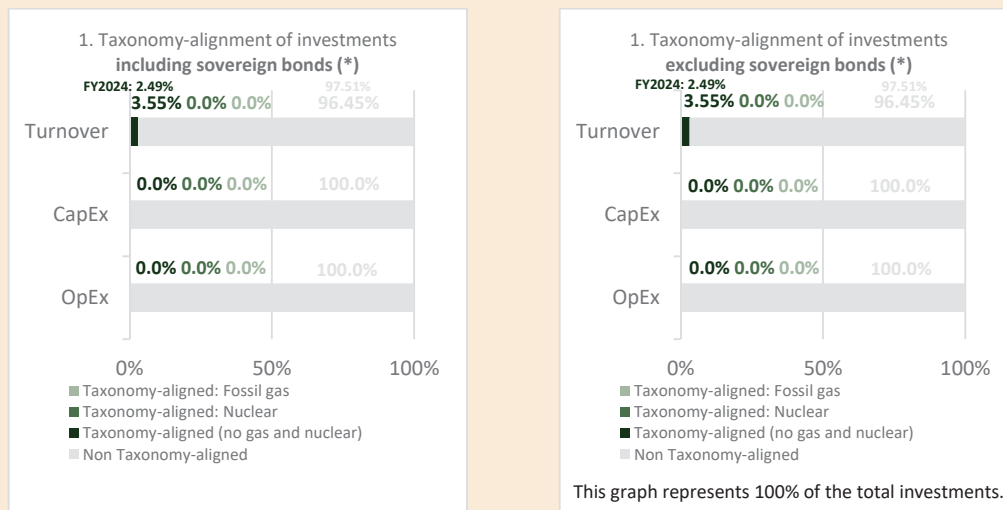 1. Taxonomy-alignment of investments
including sovereign bonds (*)
FY2024: 2.49% 97.51%
3.55% 0.0% 0.0% 96.45%
Turnover
0.0% 0.0% 0.0% 100.0%
CapEx
0.0% 0.0% 0.0% 100.0%
OpEx
0% 50% 100%
Taxonomy-aligned: Fossil gas
Taxonomy-aligned: Nuclear
Taxonomy-aligned (no gas and nuclear)
Non Taxonomy-aligned
1. Taxonomy-alignment of investments
excluding sovereign bonds (*)
FY2024: 2.49% 97.51%
3.55% 0.0% 0.0% 96.45%
Turnover
0.0% 0.0% 0.0% 100.0%
CapEx
0.0% 0.0% 0.0% 100.0%
OpEx
0% 50% 100%
Taxonomy-aligned: Fossil gas
Taxonomy-aligned: Nuclear
Taxonomy-aligned (no gas and nuclear)
Non Taxonomy-aligned
This graph represents 100% of the total investments.